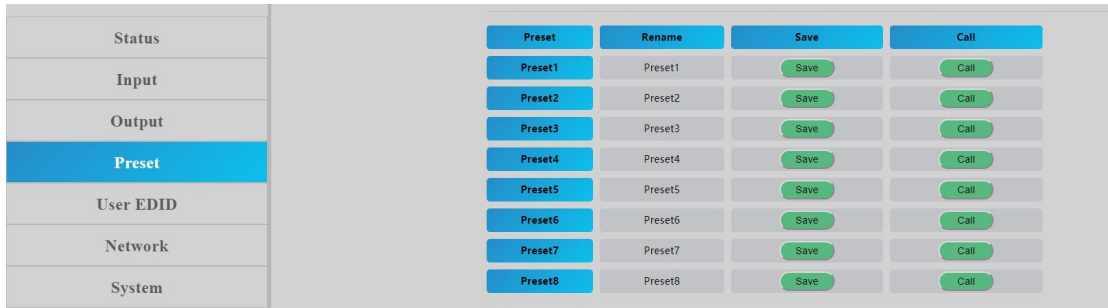 Status
Input
Output
Preset
User EDID
Network
System
Preset Rename Save Call
Preset1 Preset1 Save Call
Preset2 Preset2 Save Call
Preset3 Preset3 Save Call
Preset4 Preset4 Save Call
Preset5 Preset5 Save Call
Preset6 Preset6 Save Call
Preset7 Preset7 Save Call
Preset8 Preset8 Save Call